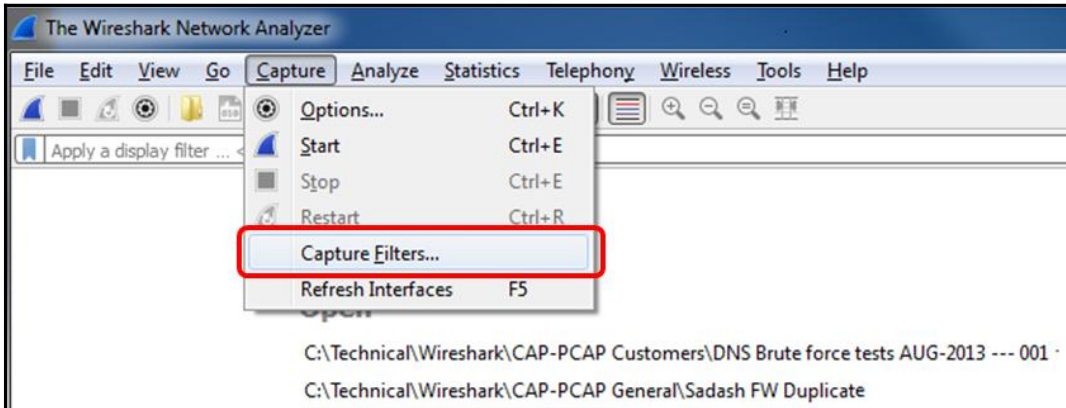 The Wireshark Network Analyzer
File Edit View Go Capture Analyze Statistics Telephony Wireless Tools Help
Options... Ctrl+K
Apply a display filter ... <
Start Ctrl+E
Stop Ctrl+E
Restart Ctrl+R
Capture Filters...
Refresh Interfaces F5
Open
C:\Technical\Wireshark\CAP-PCAP Customers\DNS Brute force tests AUG-2013 --- 001
C:\Technical\Wireshark\CAP-PCAP General\Sadash FW Duplicate